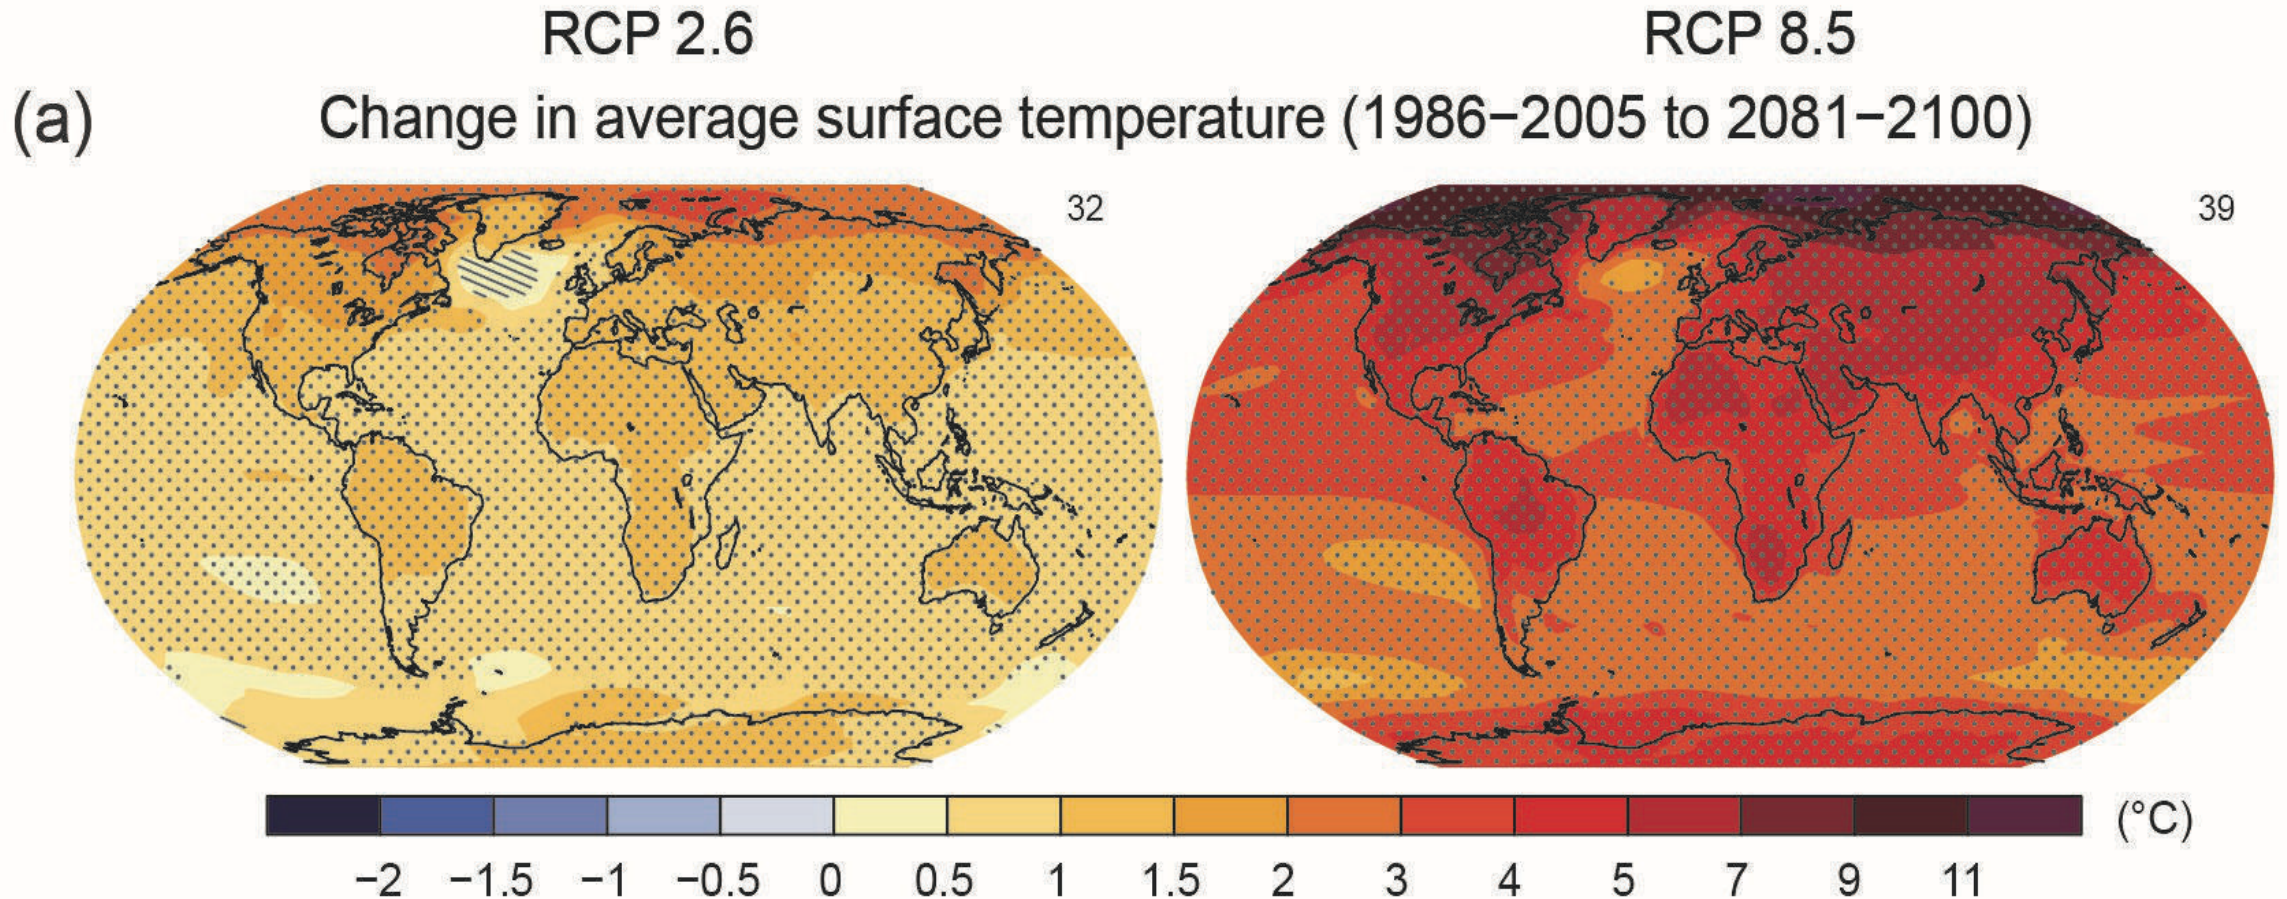 RCP 2.6 RCP 8.5
(a) Change in average surface temperature (1986−2005 to 2081−2100)
32 39
(°C)
−2 −1.5 −1 −0.5 0 0.5 1 1.5 2 3 4 5 7 9 11